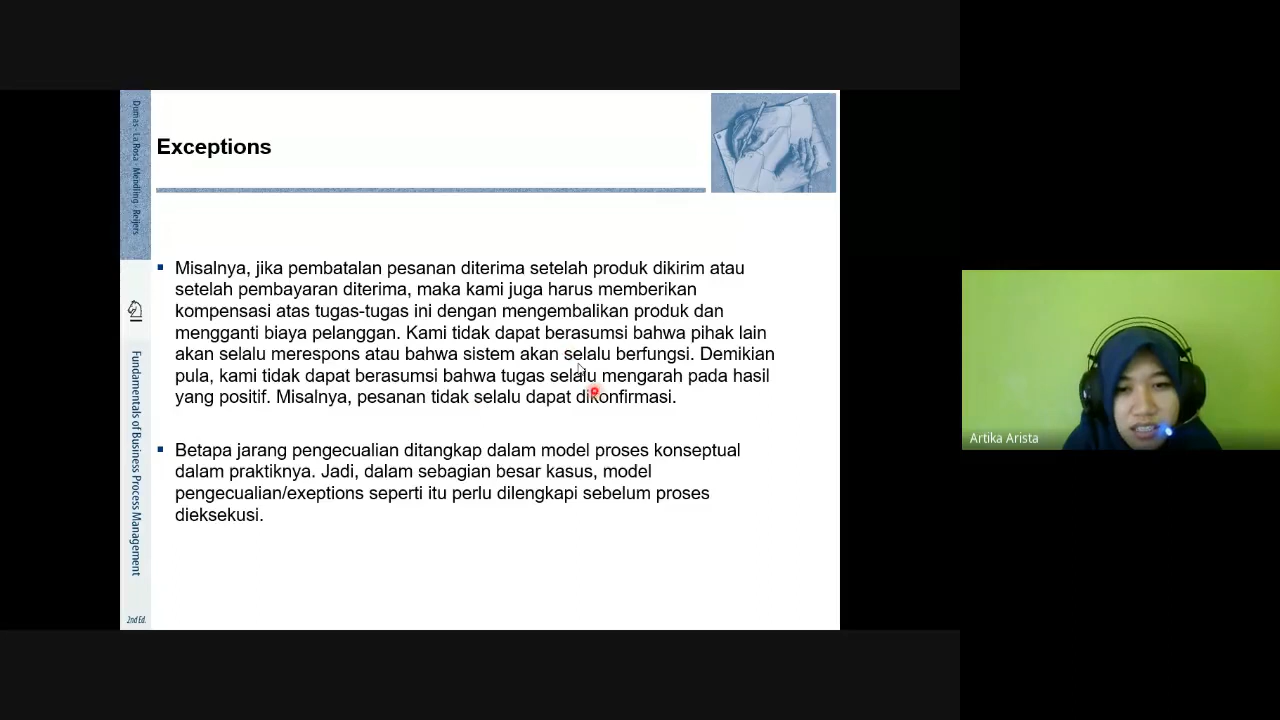 Dumas · La Rosa · Mendling · Reijers
Fundamentals of Business Process Management
2nd Ed.
Exceptions
Misalnya, jika pembatalan pesanan diterima setelah produk dikirim atau
setelah pembayaran diterima, maka kami juga harus memberikan
kompensasi atas tugas-tugas ini dengan mengembalikan produk dan
mengganti biaya pelanggan. Kami tidak dapat berasumsi bahwa pihak lain
akan selalu merespons atau bahwa sistem akan selalu berfungsi. Demikian
pula, kami tidak dapat berasumsi bahwa tugas selalu mengarah pada hasil
yang positif. Misalnya, pesanan tidak selalu dapat dikonfirmasi.
Betapa jarang pengecualian ditangkap dalam model proses konseptual
dalam praktiknya. Jadi, dalam sebagian besar kasus, model
pengecualian/exeptions seperti itu perlu dilengkapi sebelum proses
dieksekusi.
Artika Arista